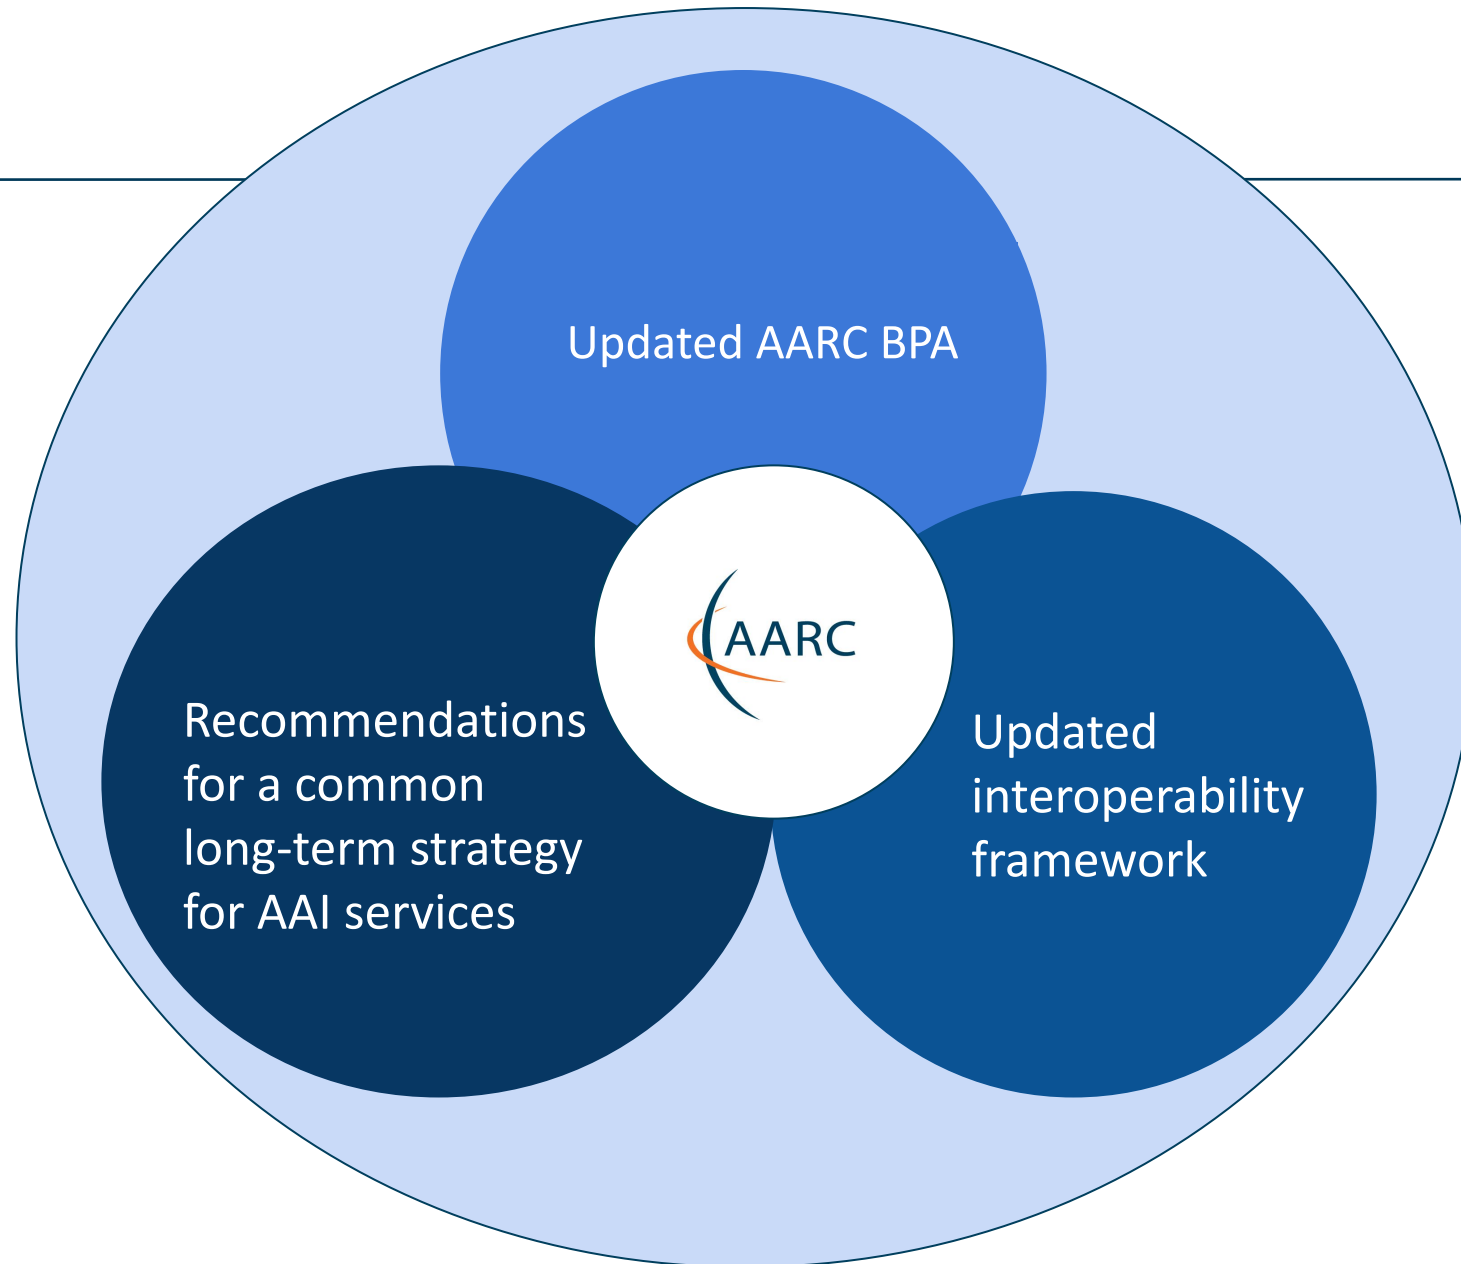 Updated AARC BPA
AARC
Recommendations
for a common
long-term strategy
for AAI services
Updated
interoperability
framework